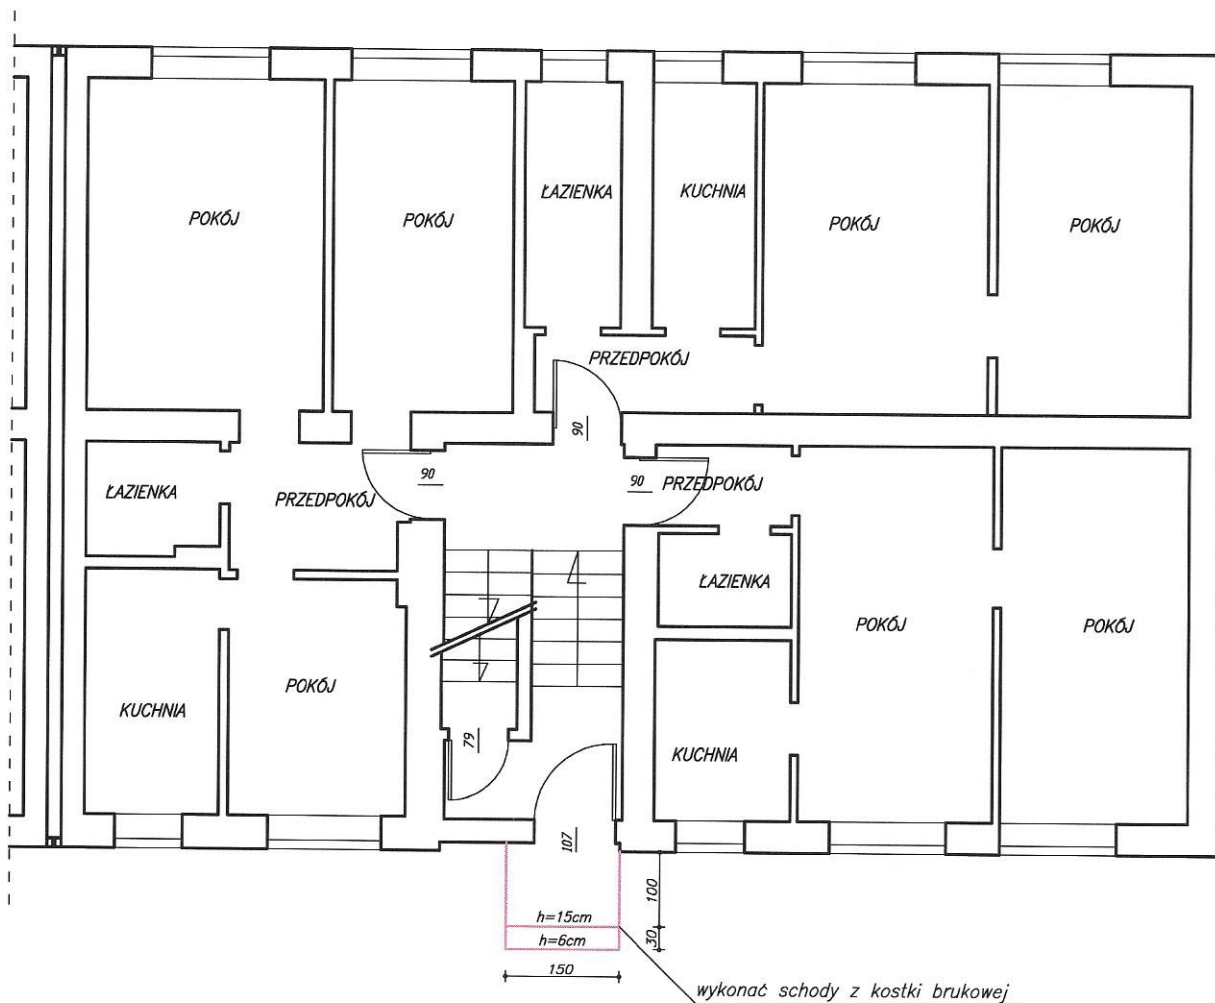 ŁAZIENKA
KUCHNIA
POKÓJ
POKÓJ
POKÓJ
POKÓJ
PRZEDPOKÓJ
90
90
90
PRZEDPOKÓJ
ŁAZIENKA
PRZEDPOKÓJ
ŁAZIENKA
POKÓJ
POKÓJ
POKÓJ
KUCHNIA
79
KUCHNIA
107
100
h=15cm
30
h=6cm
150
wykonać schody z kostki brukowej